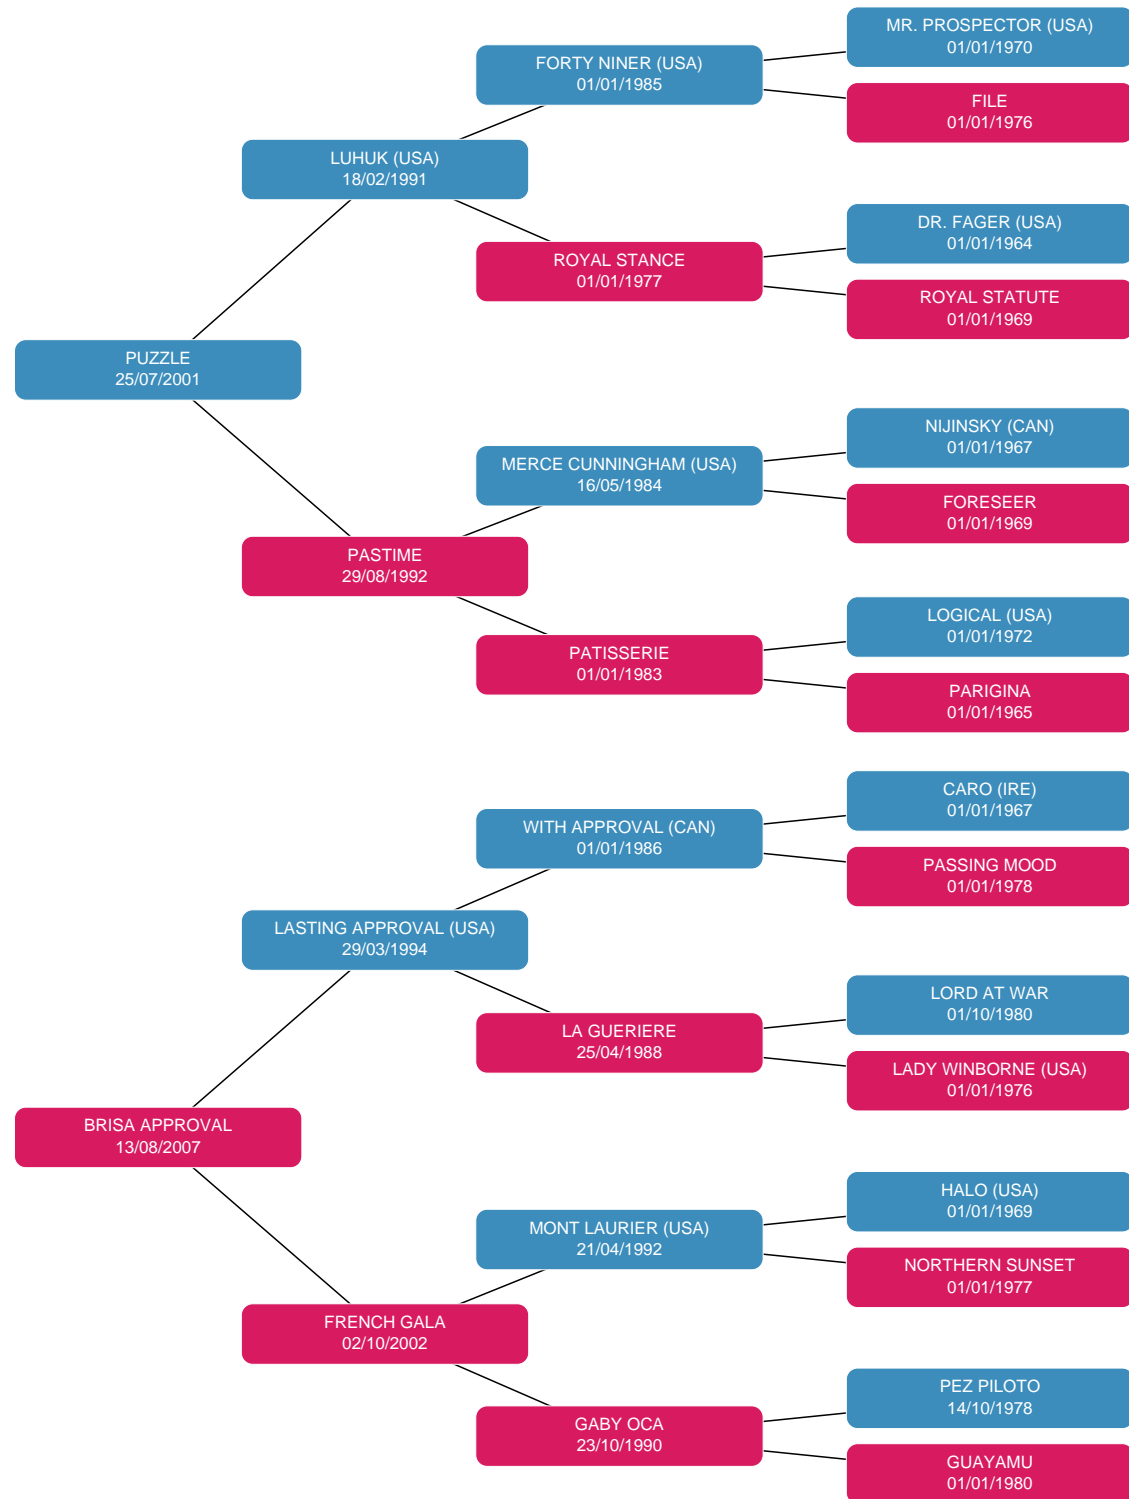 MR. PROSPECTOR (USA)
01/01/1970
FORTY NINER (USA)
01/01/1985
FILE
01/01/1976
LUHUK (USA)
18/02/1991
DR. FAGER (USA)
01/01/1964
ROYAL STANCE
01/01/1977
ROYAL STATUTE
01/01/1969
PUZZLE
25/07/2001
NIJINSKY (CAN)
01/01/1967
MERCE CUNNINGHAM (USA)
16/05/1984
FORESEER
01/01/1969
PASTIME
29/08/1992
LOGICAL (USA)
01/01/1972
PATISSERIE
01/01/1983
PARIGINA
01/01/1965
CARO (IRE)
01/01/1967
WITH APPROVAL (CAN)
01/01/1986
PASSING MOOD
01/01/1978
LASTING APPROVAL (USA)
29/03/1994
LORD AT WAR
01/10/1980
LA GUERIERE
25/04/1988
LADY WINBORNE (USA)
01/01/1976
BRISA APPROVAL
13/08/2007
HALO (USA)
01/01/1969
MONT LAURIER (USA)
21/04/1992
NORTHERN SUNSET
01/01/1977
FRENCH GALA
02/10/2002
PEZ PILOTO
14/10/1978
GABY OCA
23/10/1990
GUAYAMU
01/01/1980